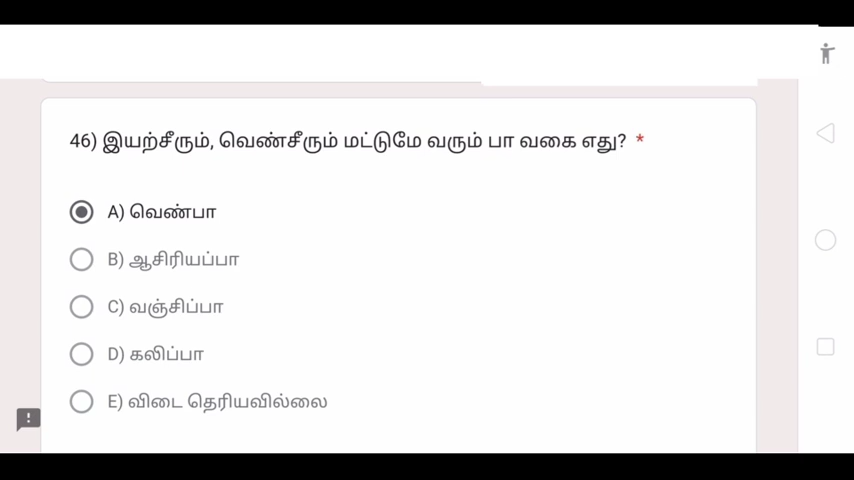 46) இயற்சீரும், வெண்சீரும் மட்டுமே வரும் பா வகை எது? *
A) வெண்பா
B) ஆசிரியப்பா
C) வஞ்சிப்பா
D) கலிப்பா
E) விடை தெரியவில்லை